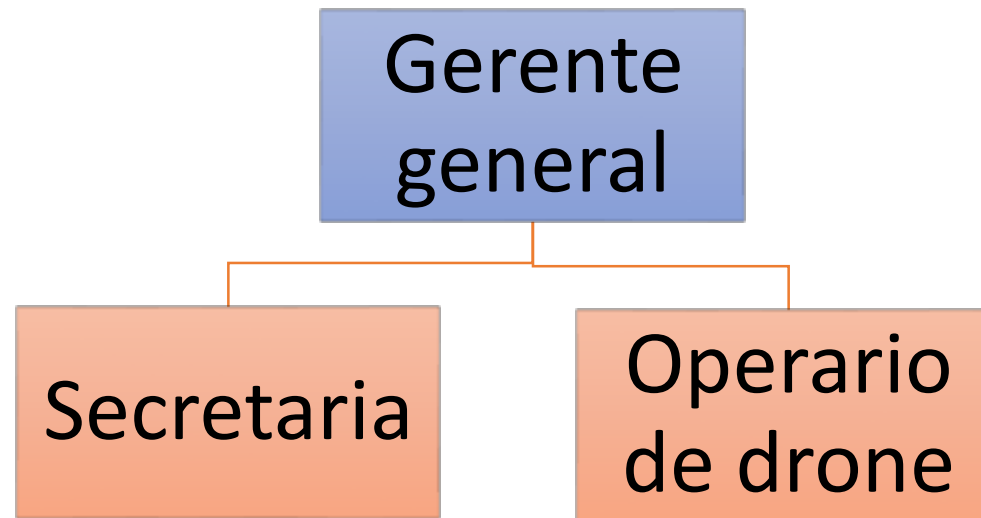 Gerente
general
Secretaria
Operario
de drone